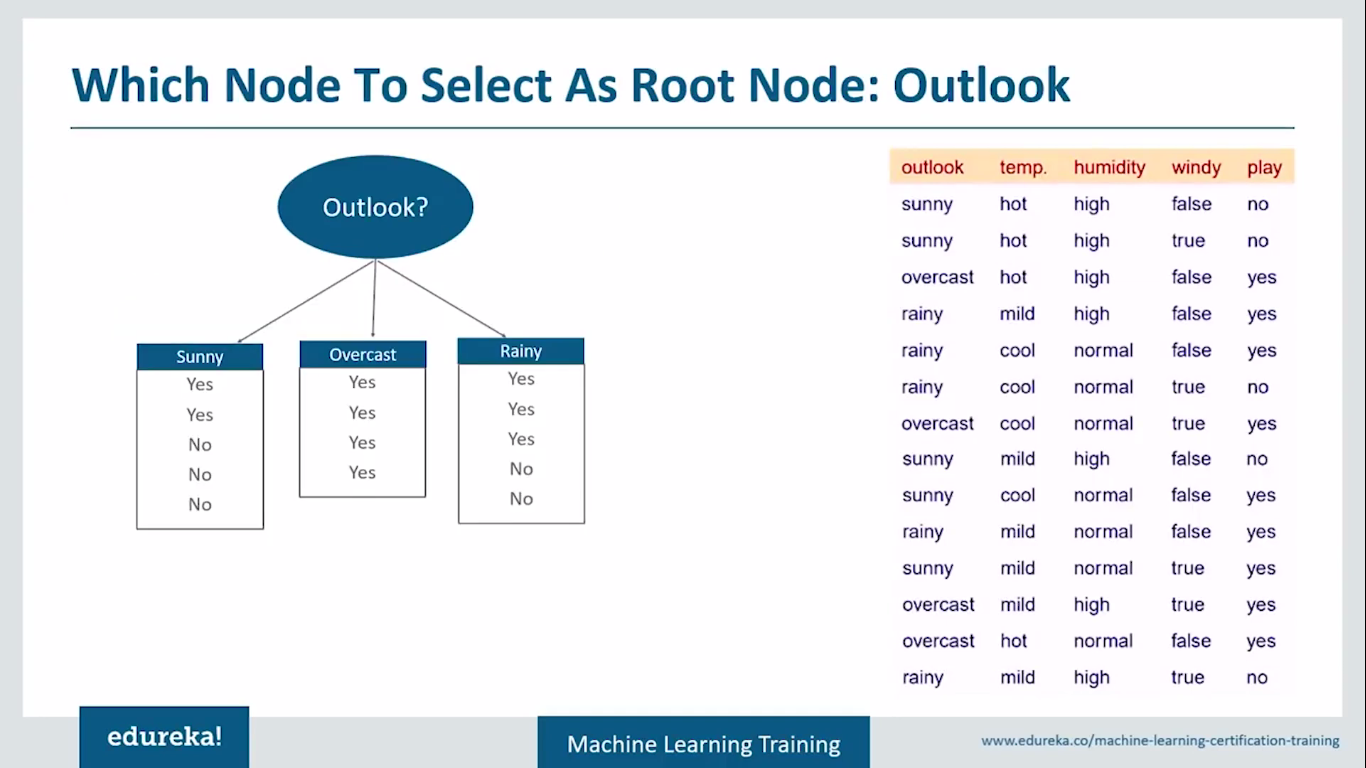 Which Node To Select As Root Node: Outlook
Outlook?
Sunny
Yes
Yes
No
No
No
Overcast
Yes
Yes
Yes
Yes
Rainy
Yes
Yes
Yes
No
No
outlook temp. humidity windy play
sunny hot high false no
sunny hot high true no
overcast hot high false yes
rainy mild high false yes
rainy cool normal false yes
rainy cool normal true no
overcast cool normal true yes
sunny mild high false no
sunny cool normal false yes
rainy mild normal false yes
sunny mild normal true yes
overcast mild high true yes
overcast hot normal false yes
rainy mild high true no
edureka!
Machine Learning Training
www.edureka.co/machine-learning-certification-training